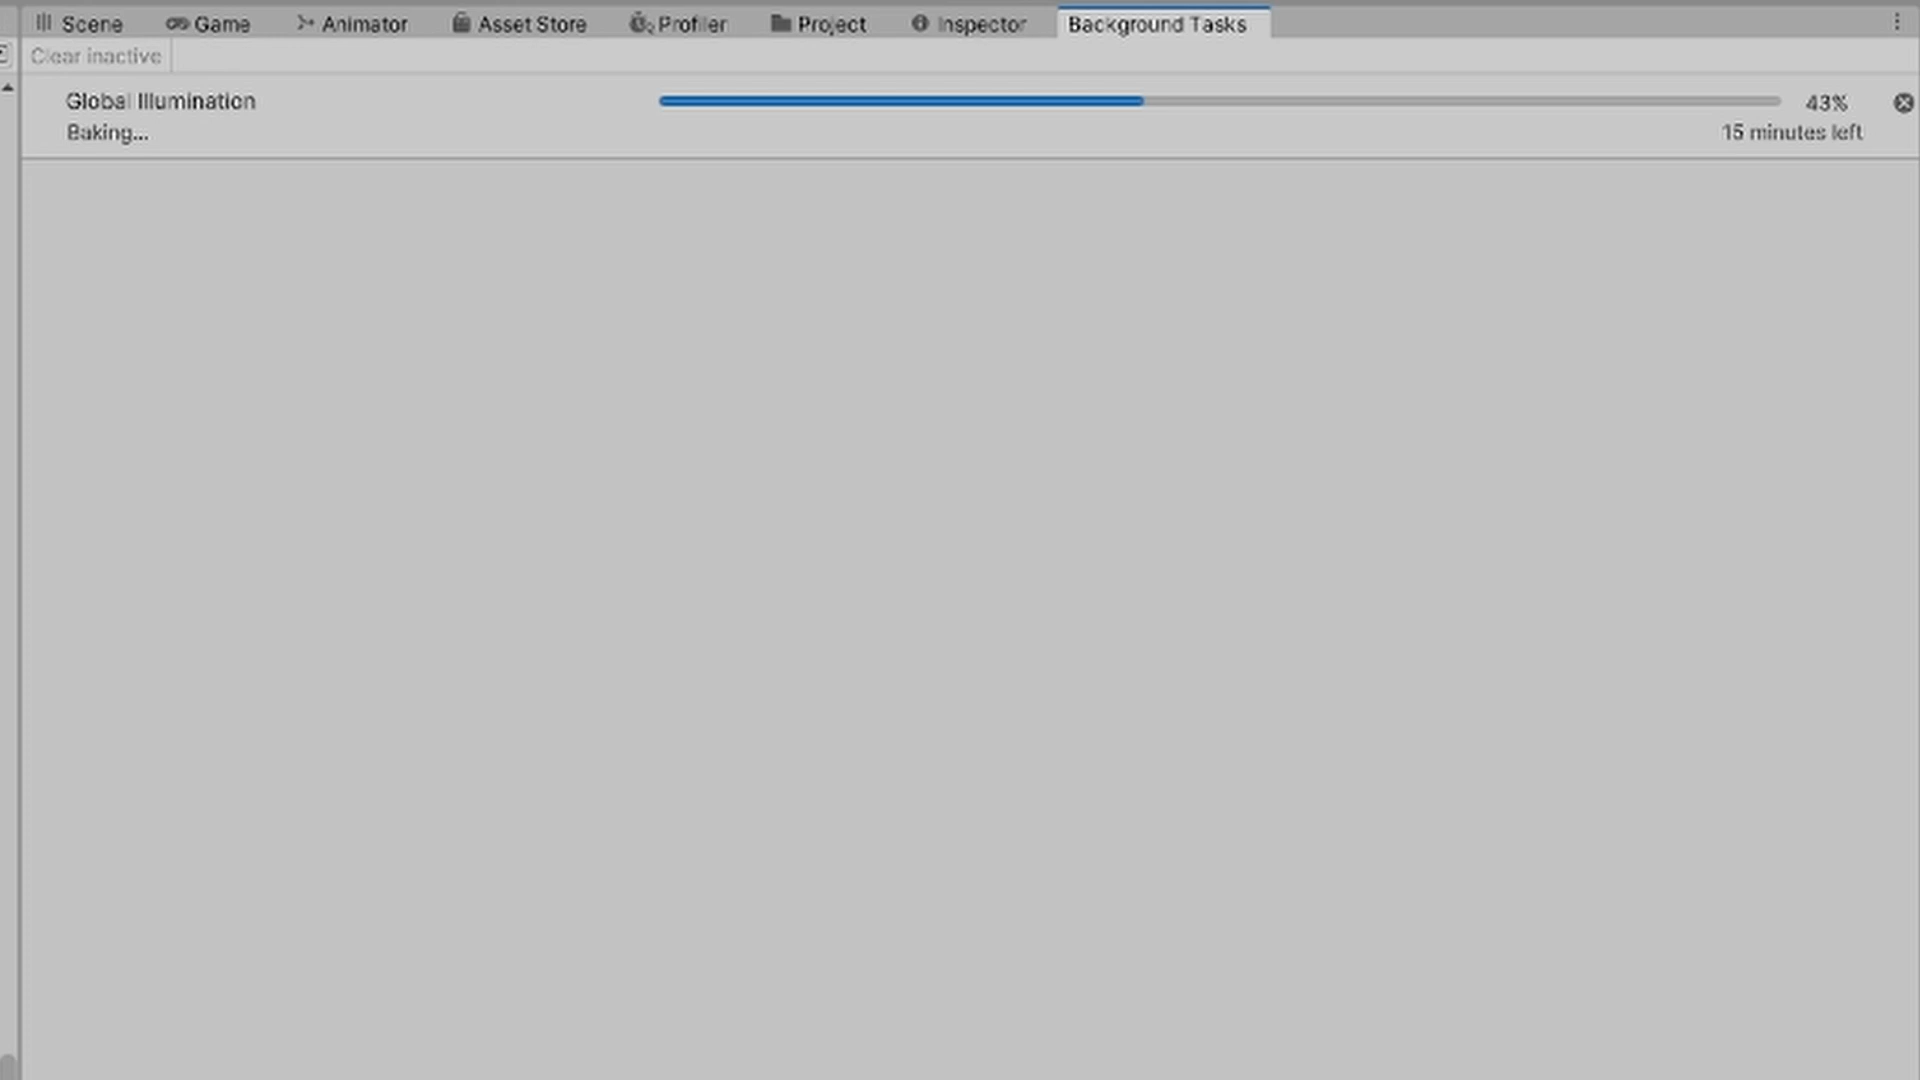 Scene Game Animator Asset Store Profiler Project Inspector Background Tasks
Clear inactive
Global Illumination 43%
Baking... 15 minutes left